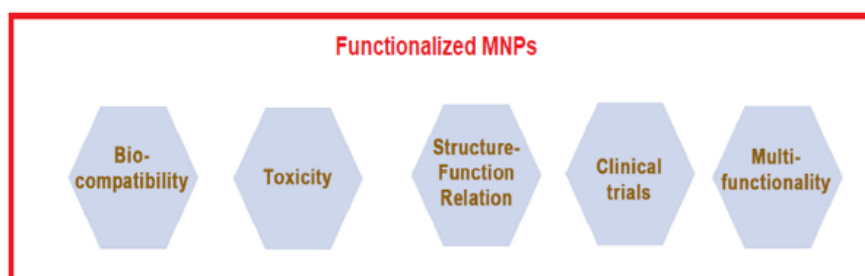 Functionalized MNPs
Bio-
compatibility
Toxicity
Structure-
Function
Relation
Clinical
trials
Multi-
functionality